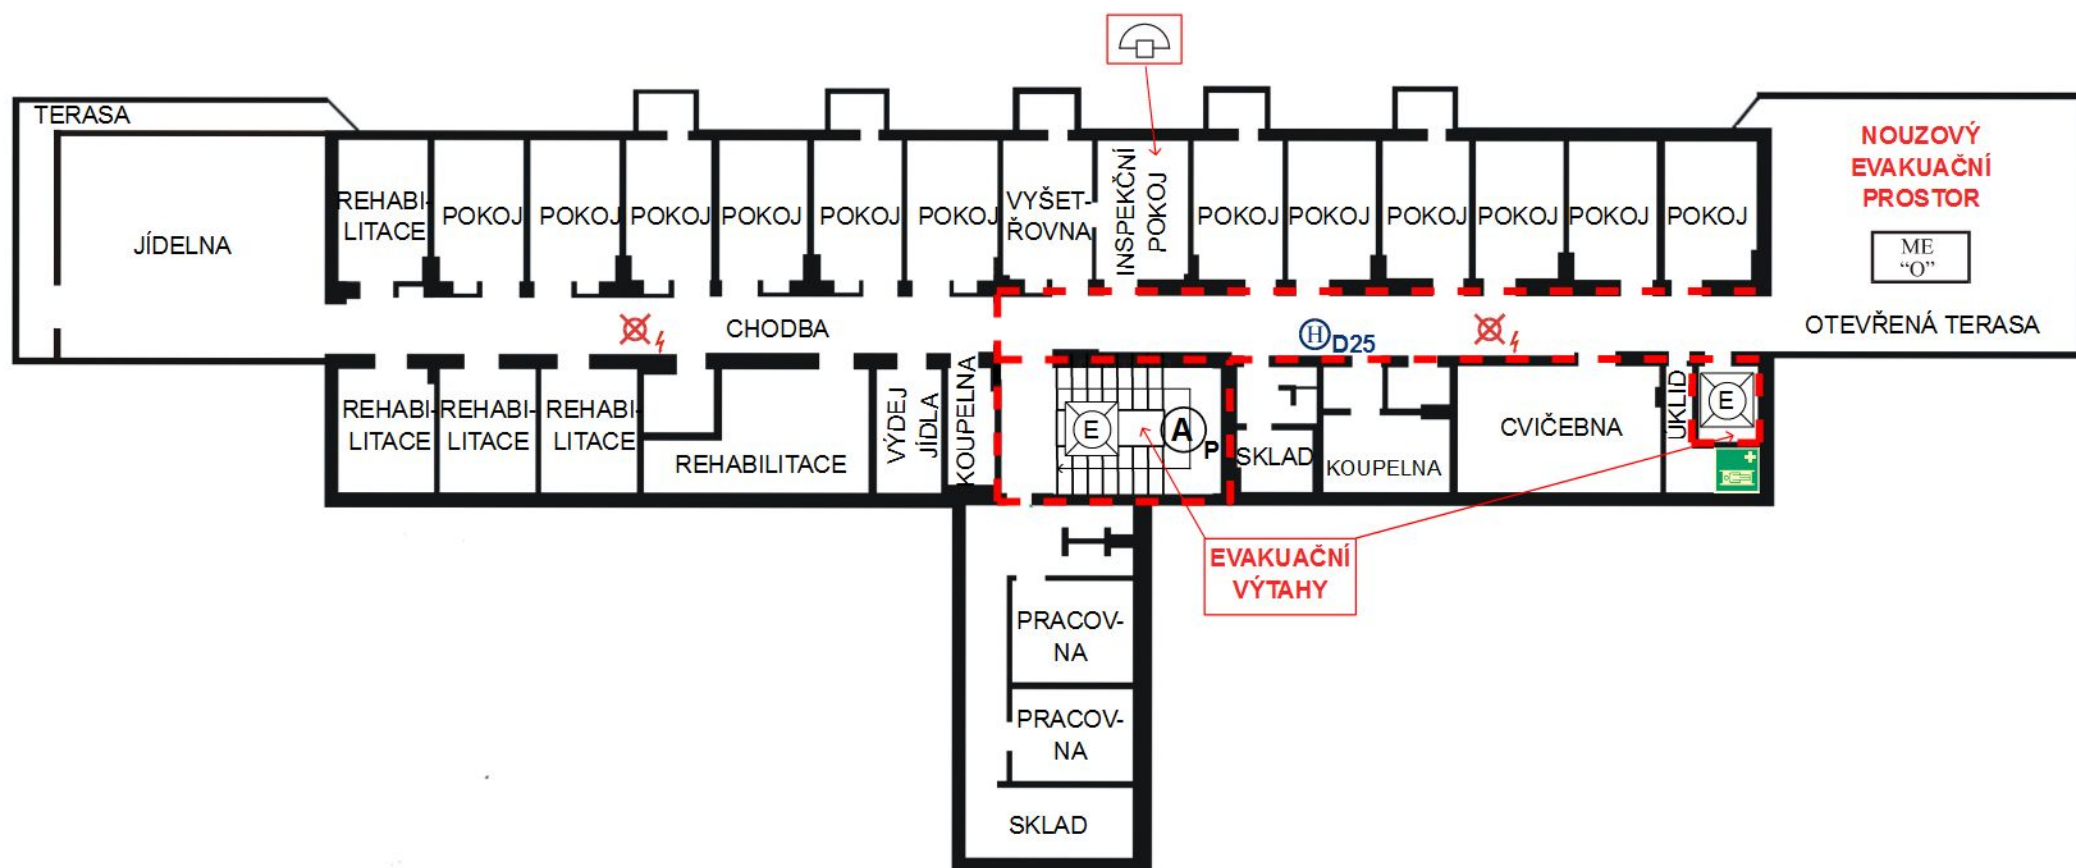 TERASA
NOUZOVÝ
EVAKUAČNÍ
PROSTOR
ME
“O”
OTEVŘENÁ TERASA
JÍDELNA
REHABI-
LITACE
POKOJ
POKOJ
POKOJ
POKOJ
POKOJ
POKOJ
VYŠET-
ŘOVNA
INSPEKČNÍ
POKOJ
POKOJ
POKOJ
POKOJ
POKOJ
POKOJ
POKOJ
CHODBA
H D25
REHABI-
LITACE
REHABI-
LITACE
REHABI-
LITACE
REHABILITACE
VÝDEJ
JÍDLA
KOUPELNA
E
A
P
SKLAD
KOUPELNA
CVIČEBNA
ÚKLID
E
EVAKUAČNÍ
VÝTAHY
PRACOV-
NA
PRACOV-
NA
SKLAD